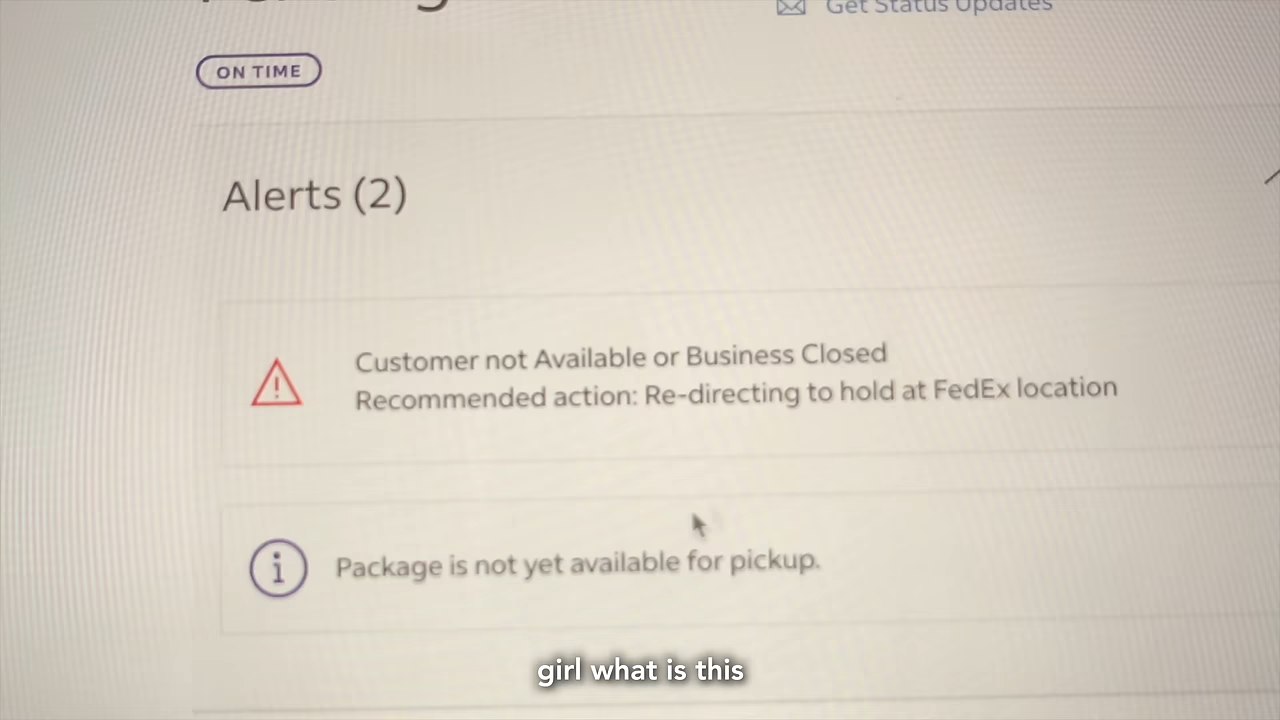 Get Status Updates
ON TIME
Alerts (2)
Customer not Available or Business Closed
Recommended action: Re-directing to hold at FedEx location
Package is not yet available for pickup.
girl what is this